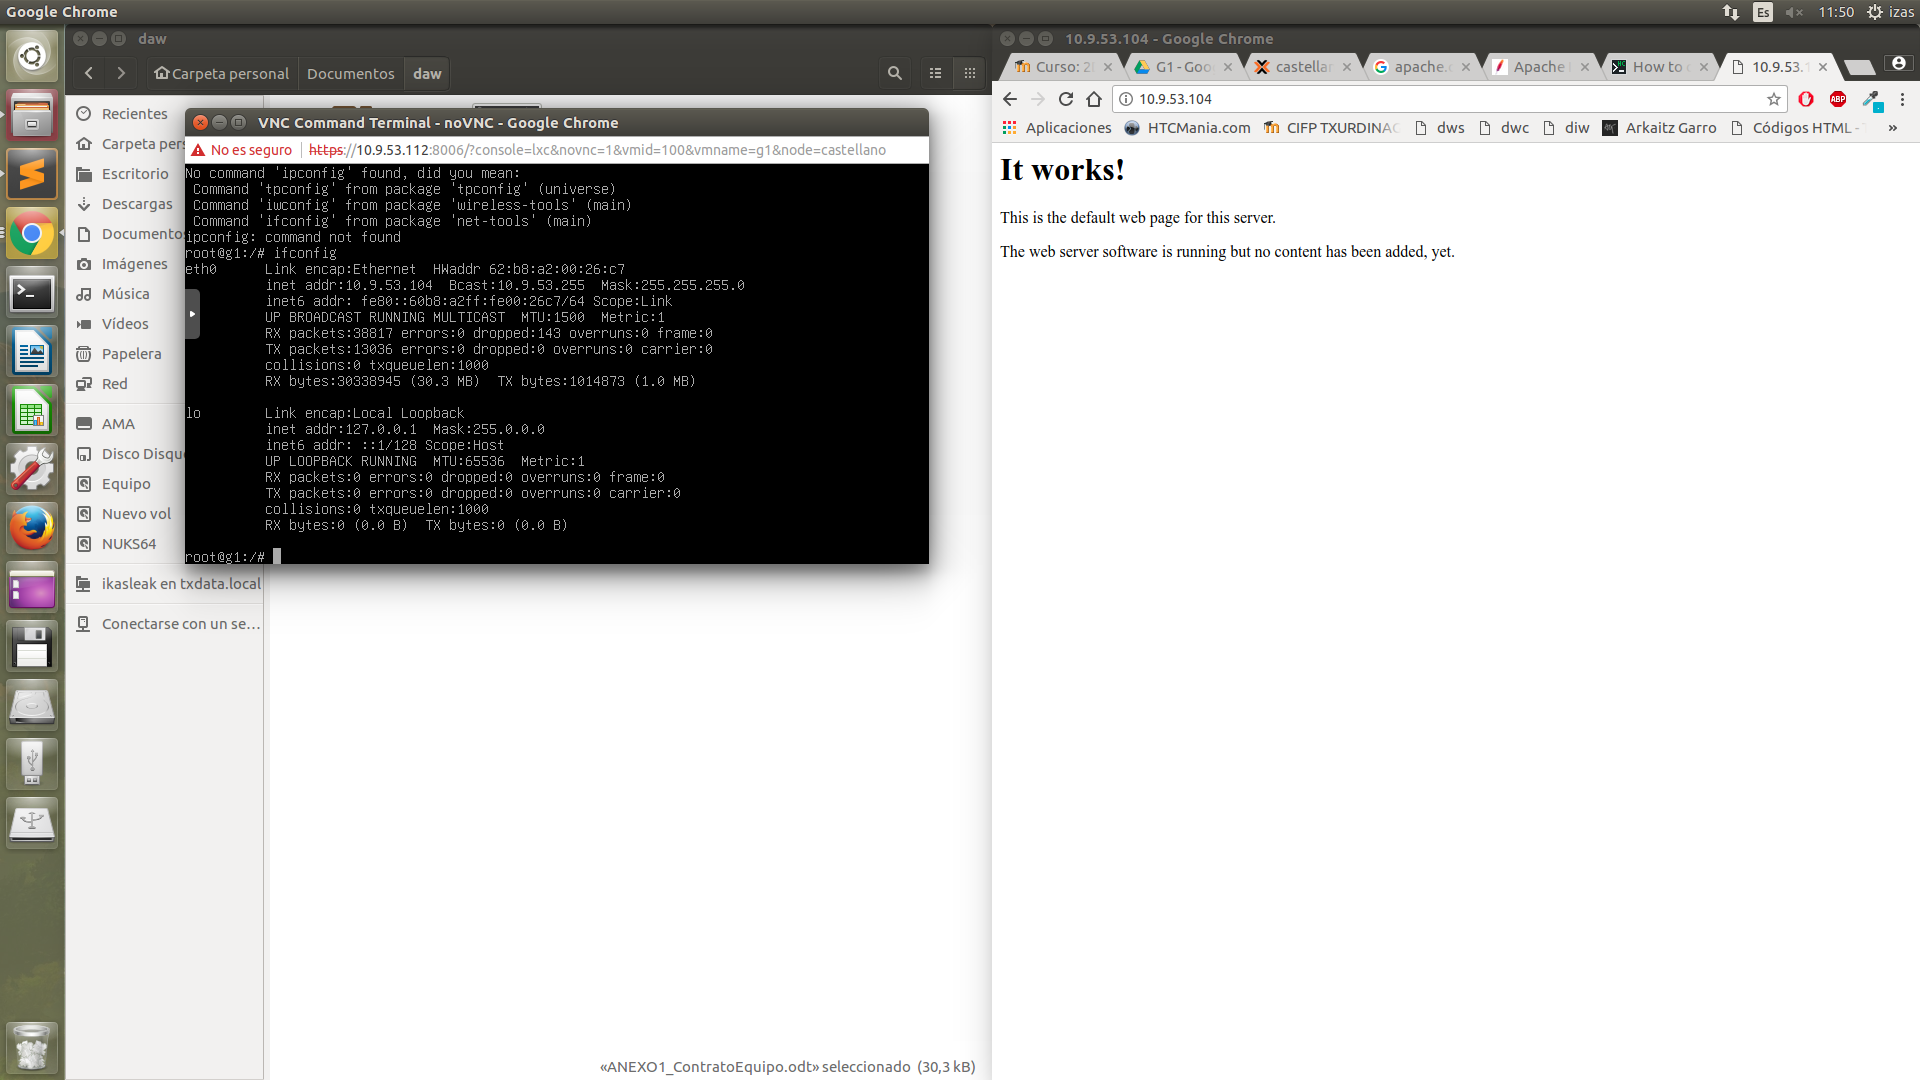 Google Chrome
Es
11:50
izas
daw
Carpeta personal
Documentos
daw
Recientes
Carpeta per
Escritorio
Descargas
Documento
Imágenes
Música
Vídeos
Papelera
Red
AMA
Disco Disqu
Equipo
Nuevo vol
NUKS64
ikasleak en txdata.local
Conectarse con un se...
VNC Command Terminal - noVNC - Google Chrome
No es seguro
https://10.9.53.112:8006/?console=lxc&novnc=1&vmid=100&vmname=g1&node=castellano
No command 'ipconfig' found, did you mean:
Command 'tpconfig' from package 'tpconfig' (universe)
Command 'iwconfig' from package 'wireless-tools' (main)
Command 'ifconfig' from package 'net-tools' (main)
ipconfig: command not found
root@g1:/# ifconfig
eth0 Link encap:Ethernet HWaddr 62:b8:a2:00:26:c7
inet addr:10.9.53.104 Bcast:10.9.53.255 Mask:255.255.255.0
inet6 addr: fe80::60b8:a2ff:fe00:26c7/64 Scope:Link
UP BROADCAST RUNNING MULTICAST MTU:1500 Metric:1
RX packets:38817 errors:0 dropped:143 overruns:0 frame:0
TX packets:13036 errors:0 dropped:0 overruns:0 carrier:0
collisions:0 txqueuelen:1000
RX bytes:30338945 (30.3 MB) TX bytes:1014873 (1.0 MB)
lo Link encap:Local Loopback
inet addr:127.0.0.1 Mask:255.0.0.0
inet6 addr: ::1/128 Scope:Host
UP LOOPBACK RUNNING MTU:65536 Metric:1
RX packets:0 errors:0 dropped:0 overruns:0 frame:0
TX packets:0 errors:0 dropped:0 overruns:0 carrier:0
collisions:0 txqueuelen:1000
RX bytes:0 (0.0 B) TX bytes:0 (0.0 B)
root@g1:/#
«ANEXO1_ContratoEquipo.odt» seleccionado (30,3 kB)
10.9.53.104 - Google Chrome
Curso: 2
G1 - Goo
castellar
apache.
Apache
How to
10.9.53.1
10.9.53.104
ABP
Aplicaciones
HTCMania.com
CIFP TXURDINAC
dws
dwc
diw
Arkaitz Garro
Códigos HTML -
»
It works!
This is the default web page for this server.
The web server software is running but no content has been added, yet.